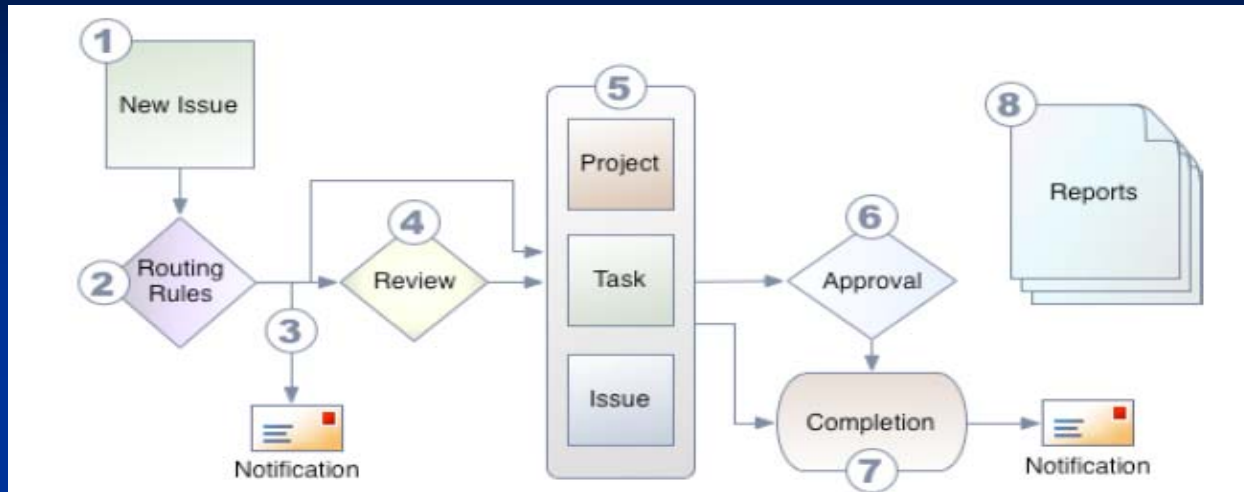 1
New Issue
2
Routing
Rules
3
Notification
4
Review
5
Project
Task
Issue
6
Approval
7
Completion
Notification
8
Reports